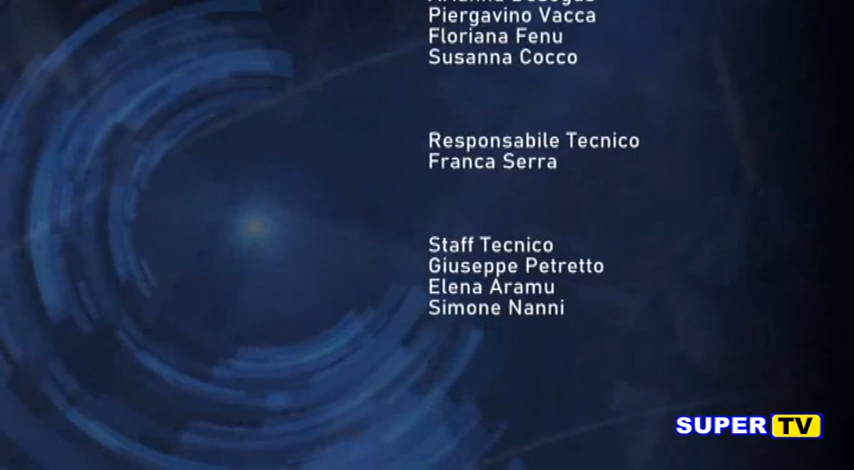 Piergavino Vacca
Floriana Fenu
Susanna Cocco
Responsabile Tecnico
Franca Serra
Staff Tecnico
Giuseppe Petretto
Elena Aramu
Simone Nanni
SUPER TV